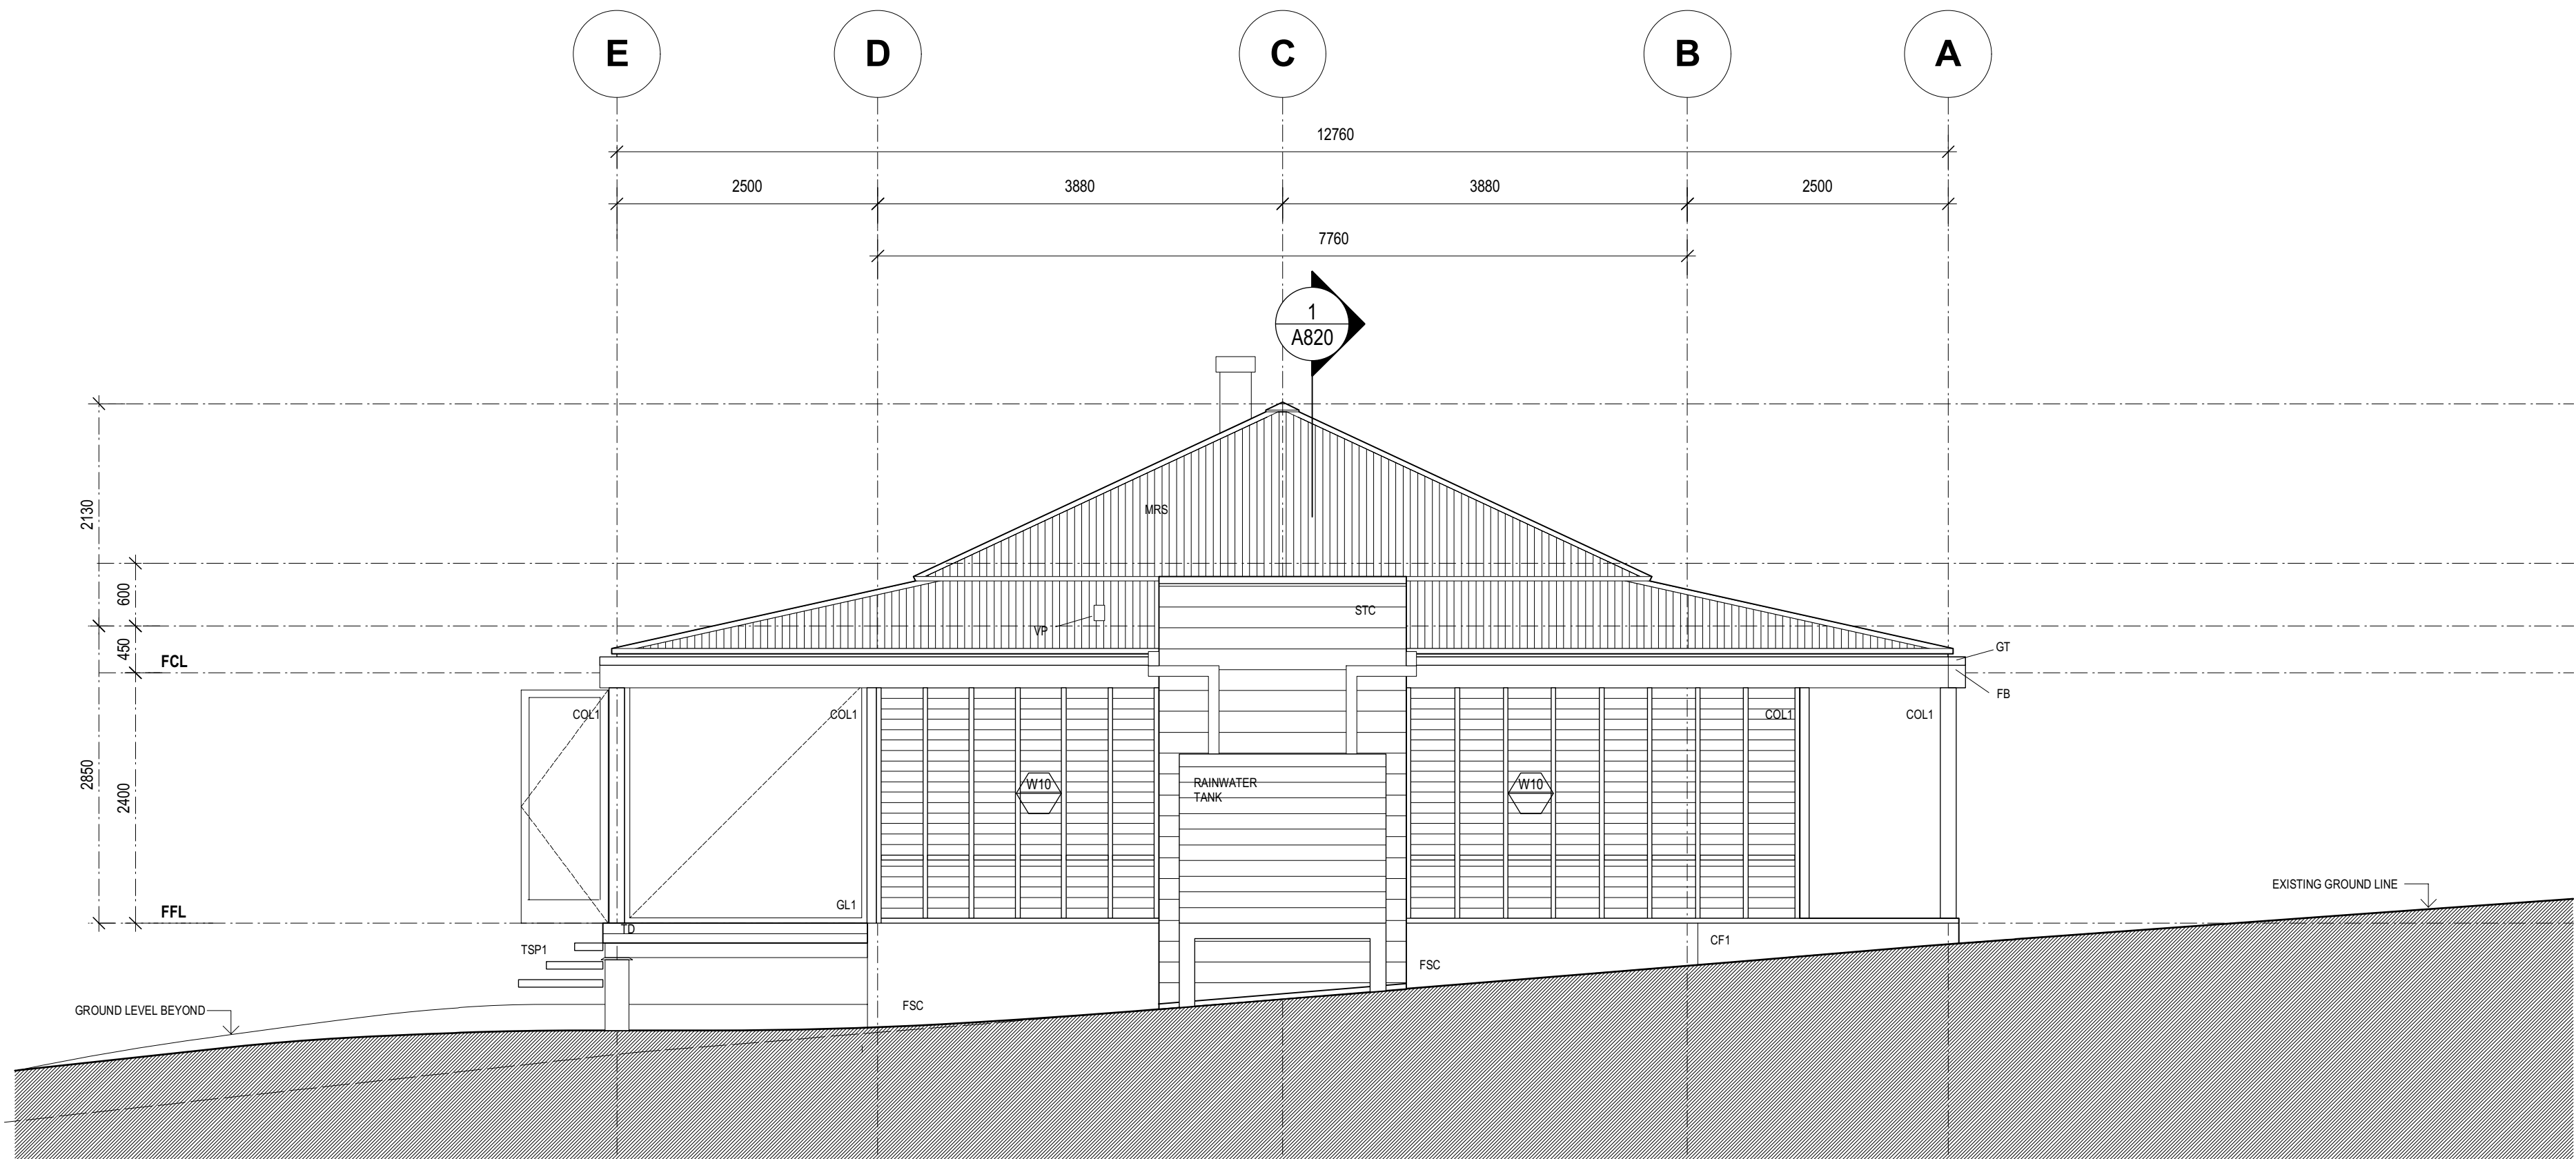 E D C B A
12760
2500 3880 3880 2500
7760
1
A820
2130
MRS
600
STC
VP
450
FCL
GT
FB
COL1 COL1 COL1 COL1
2850
2400
W10 W10
RAINWATER
TANK
EXISTING GROUND LINE
GL1
FFL
TD
TSP1
CF1
FSC
FSC
GROUND LEVEL BEYOND